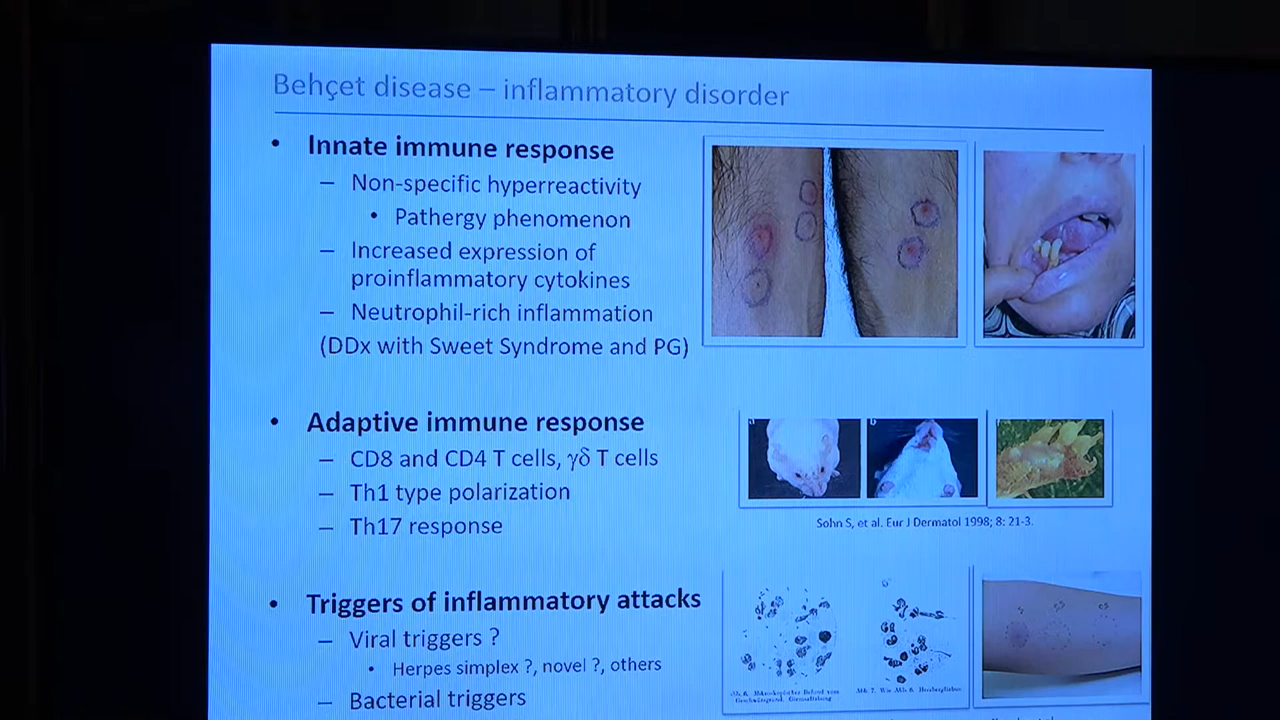 Behçet disease – inflammatory disorder
• Innate immune response
– Non-specific hyperreactivity
• Pathergy phenomenon
– Increased expression of
proinflammatory cytokines
– Neutrophil-rich inflammation
(DDx with Sweet Syndrome and PG)
• Adaptive immune response
– CD8 and CD4 T cells, γδ T cells
– Th1 type polarization
– Th17 response
Sohn S, et al. Eur J Dermatol 1998; 8: 21-3.
• Triggers of inflammatory attacks
– Viral triggers ?
• Herpes simplex ?, novel ?, others
– Bacterial triggers